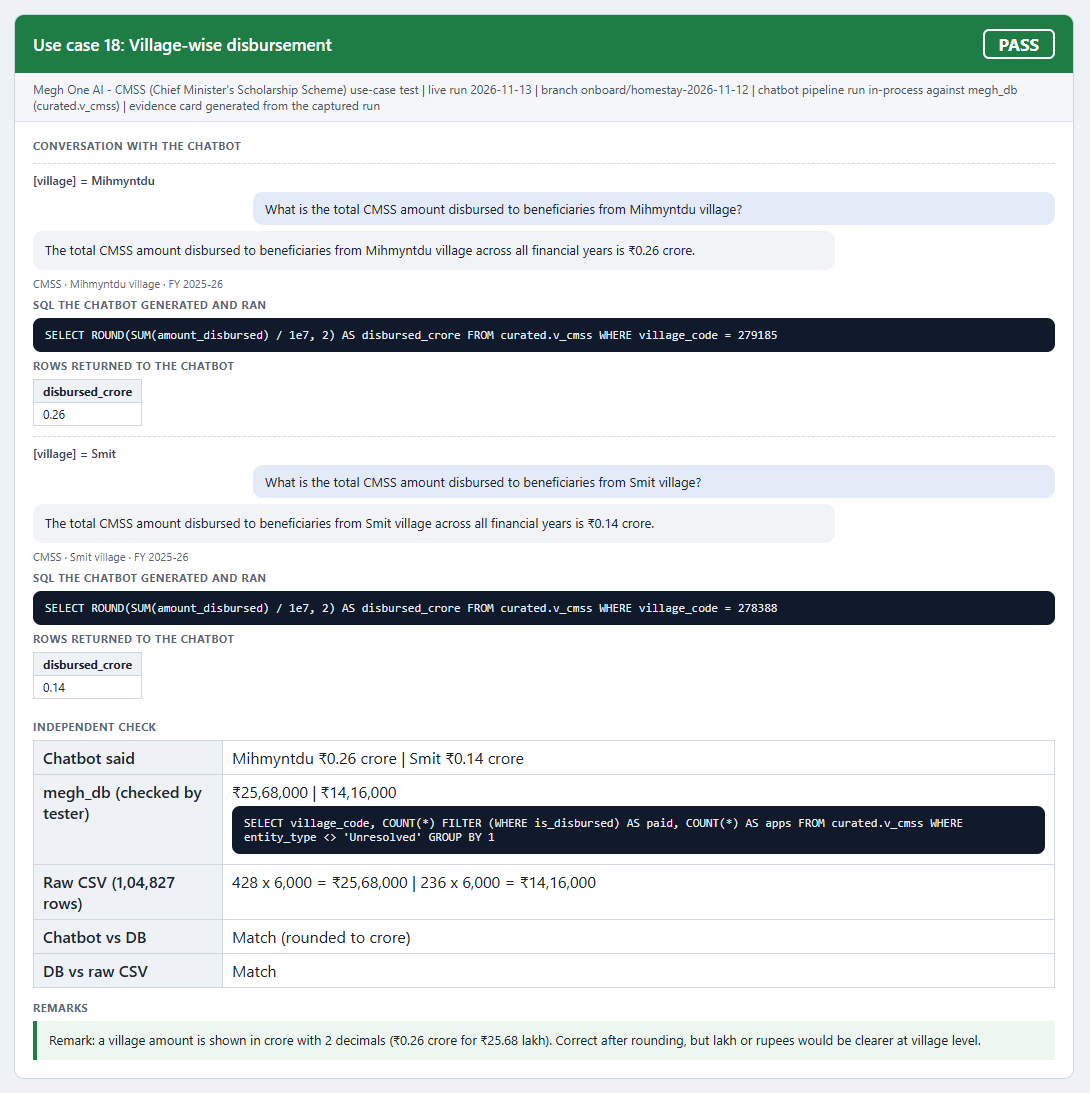 Use case 18: Village-wise disbursement
PASS
Megh One AI - CMSS (Chief Minister's Scholarship Scheme) use-case test | live run 2026-11-13 | branch onboard/homestay-2026-11-12 | chatbot pipeline run in-process against megh_db
(curated.v_cmss) | evidence card generated from the captured run
CONVERSATION WITH THE CHATBOT
[village] = Mihmyntdu
What is the total CMSS amount disbursed to beneficiaries from Mihmyntdu village?
The total CMSS amount disbursed to beneficiaries from Mihmyntdu village across all financial years is ₹0.26 crore.
CMSS · Mihmyntdu village · FY 2025-26
SQL THE CHATBOT GENERATED AND RAN
SELECT ROUND(SUM(amount_disbursed) / 1e7, 2) AS disbursed_crore FROM curated.v_cmss WHERE village_code = 279185
ROWS RETURNED TO THE CHATBOT
disbursed_crore
0.26
[village] = Smit
What is the total CMSS amount disbursed to beneficiaries from Smit village?
The total CMSS amount disbursed to beneficiaries from Smit village across all financial years is ₹0.14 crore.
CMSS · Smit village · FY 2025-26
SQL THE CHATBOT GENERATED AND RAN
SELECT ROUND(SUM(amount_disbursed) / 1e7, 2) AS disbursed_crore FROM curated.v_cmss WHERE village_code = 278388
ROWS RETURNED TO THE CHATBOT
disbursed_crore
0.14
INDEPENDENT CHECK
Chatbot said
Mihmyntdu ₹0.26 crore | Smit ₹0.14 crore
megh_db (checked by
tester)
₹25,68,000 | ₹14,16,000
SELECT village_code, COUNT(*) FILTER (WHERE is_disbursed) AS paid, COUNT(*) AS apps FROM curated.v_cmss WHERE
entity_type <> 'Unresolved' GROUP BY 1
Raw CSV (1,04,827
rows)
428 x 6,000 = ₹25,68,000 | 236 x 6,000 = ₹14,16,000
Chatbot vs DB
Match (rounded to crore)
DB vs raw CSV
Match
REMARKS
Remark: a village amount is shown in crore with 2 decimals (₹0.26 crore for ₹25.68 lakh). Correct after rounding, but lakh or rupees would be clearer at village level.